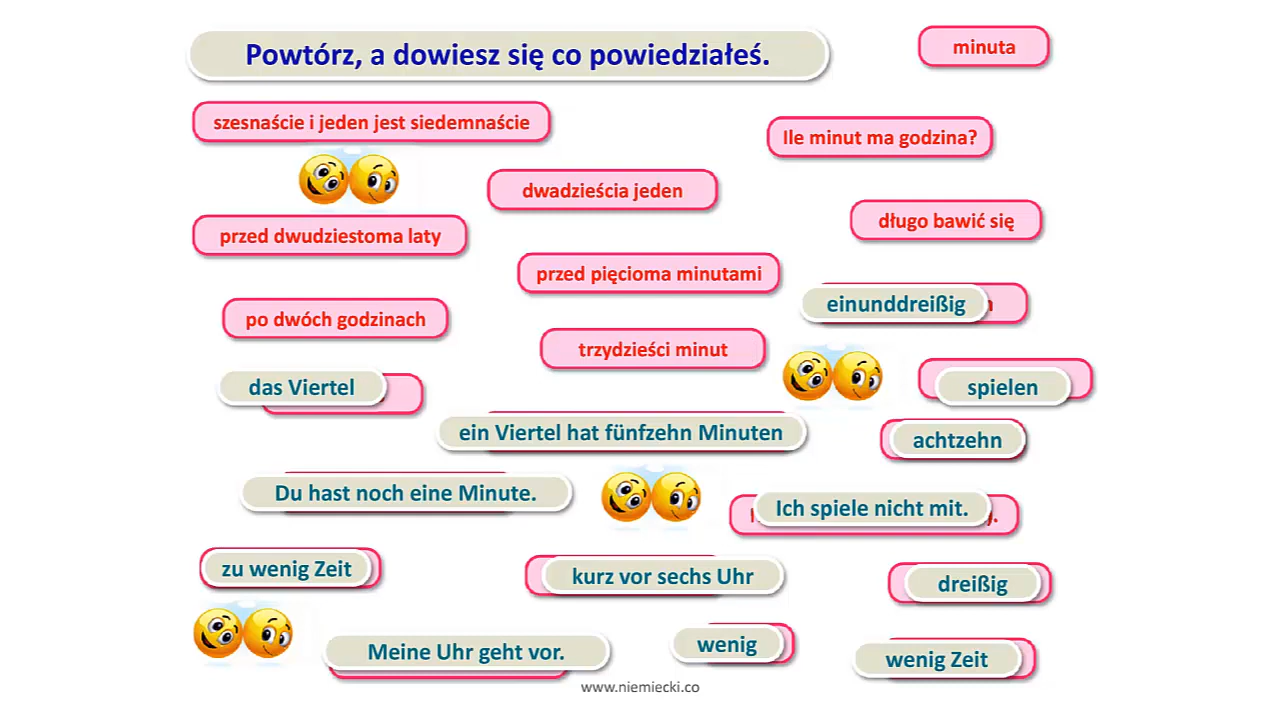 Powtórz, a dowiesz się co powiedziałeś.
minuta
szesnaście i jeden jest siedemnaście
Ile minut ma godzina?
dwadzieścia jeden
długo bawić się
przed dwudziestoma laty
przed pięcioma minutami
einunddreißig
po dwóch godzinach
trzydzieści minut
das Viertel
spielen
ein Viertel hat fünfzehn Minuten
achtzehn
Du hast noch eine Minute.
Ich spiele nicht mit.
zu wenig Zeit
kurz vor sechs Uhr
dreißig
Meine Uhr geht vor.
wenig
wenig Zeit
www.niemiecki.co